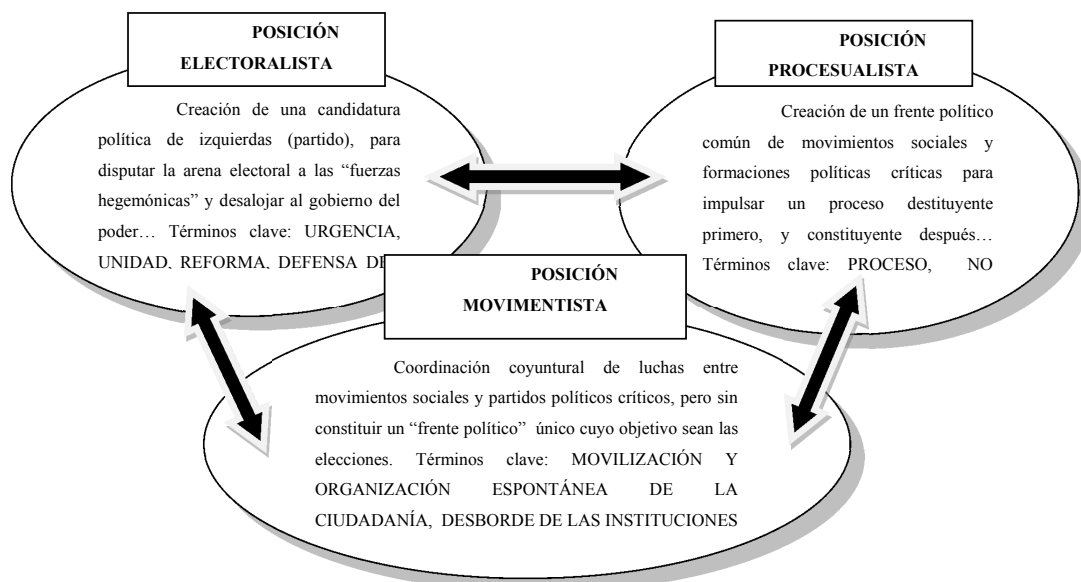 POSICIÓN
ELECTORALISTA
Creación de una candidatura
política de izquierdas (partido), para
disputar la arena electoral a las “fuerzas
hegemónicas” y desalojar al gobierno del
poder… Términos clave: URGENCIA,
UNIDAD, REFORMA, DEFENSA
POSICIÓN
PROCESUALISTA
Creación de un frente político
común de movimientos sociales y
formaciones políticas críticas para
impulsar un proceso destituyente
primero, y constituyente después…
Términos clave: PROCESO, NO
POSICIÓN
MOVIMENTISTA
Coordinación coyuntural de luchas entre
movimientos sociales y partidos políticos críticos, pero sin
constituir un “frente político” único cuyo objetivo sean las
elecciones. Términos clave: MOVILIZACIÓN Y
ORGANIZACIÓN ESPONTÁNEA DE LA
CIUDADANÍA, DESBORDE DE LAS INSTITUCIONES